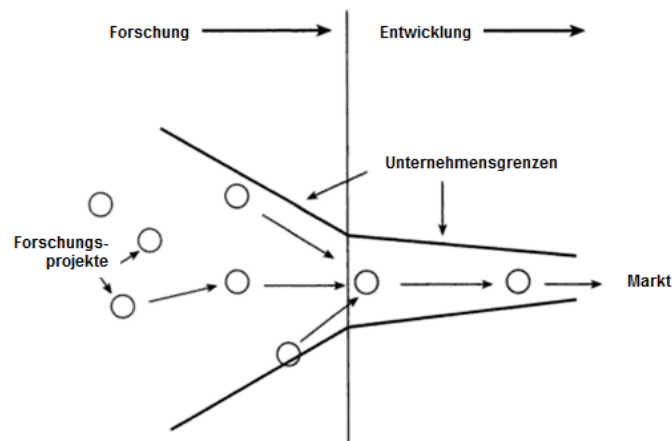 Forschung
Entwicklung
Unternehmensgrenzen
Forschungs-
projekte
Markt